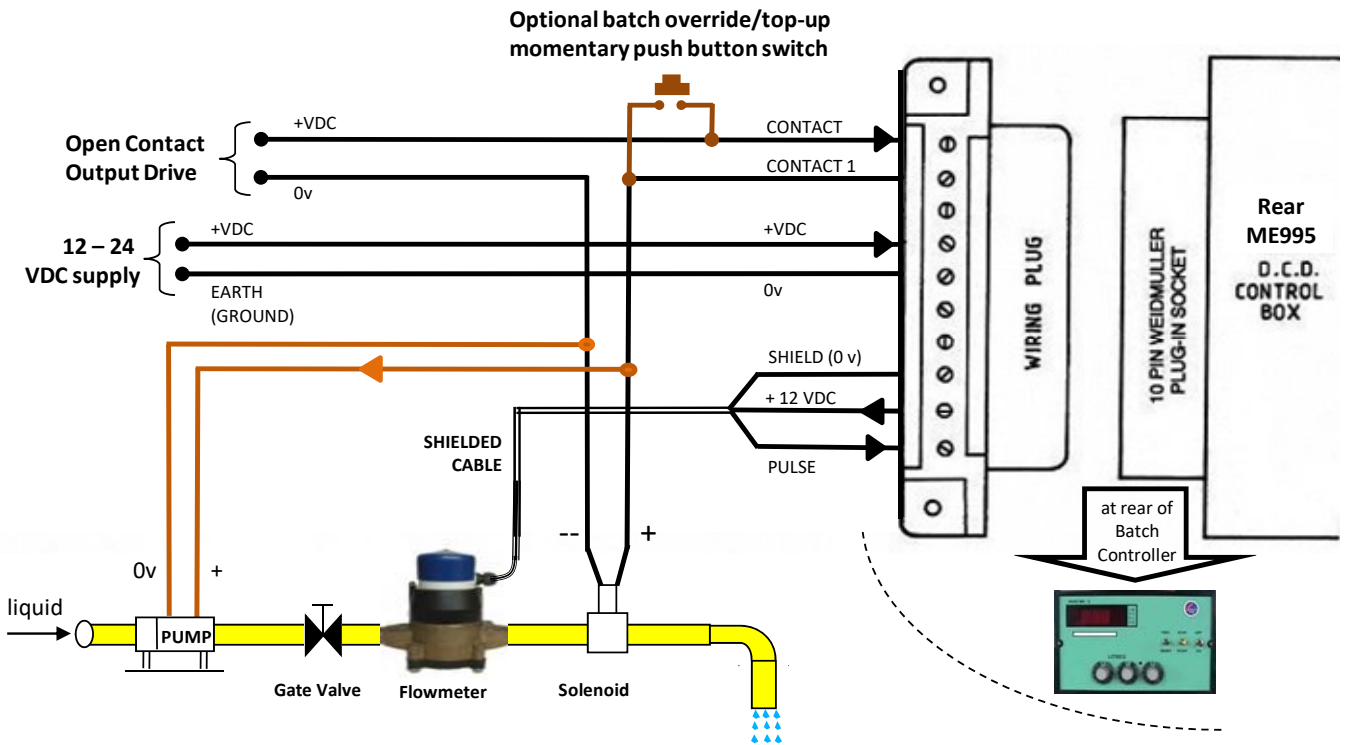 Optional batch override/top-up
momentary push button switch
Open Contact
Output Drive
+VDC
0v
CONTACT
CONTACT 1
12 – 24
VDC supply
+VDC
EARTH
(GROUND)
+VDC
0v
SHIELD (0 v)
+ 12 VDC
PULSE
SHIELDED
CABLE
WIRING PLUG
10 PIN WEIDMULLER
PLUG-IN SOCKET
Rear
ME995
D.C.D.
CONTROL
BOX
at rear of
Batch
Controller
-- +
0v +
liquid
PUMP
Gate Valve
Flowmeter
Solenoid